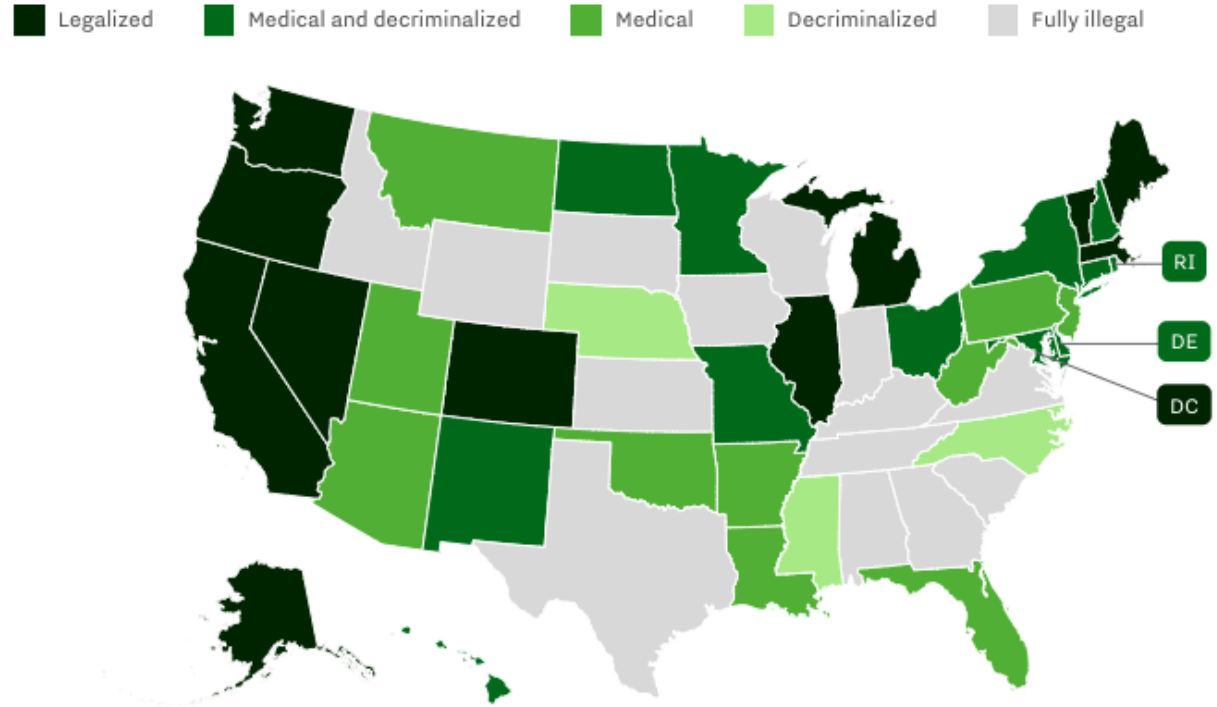 Legalized
Medical and decriminalized
Medical
Decriminalized
Fully illegal
RI
DE
DC